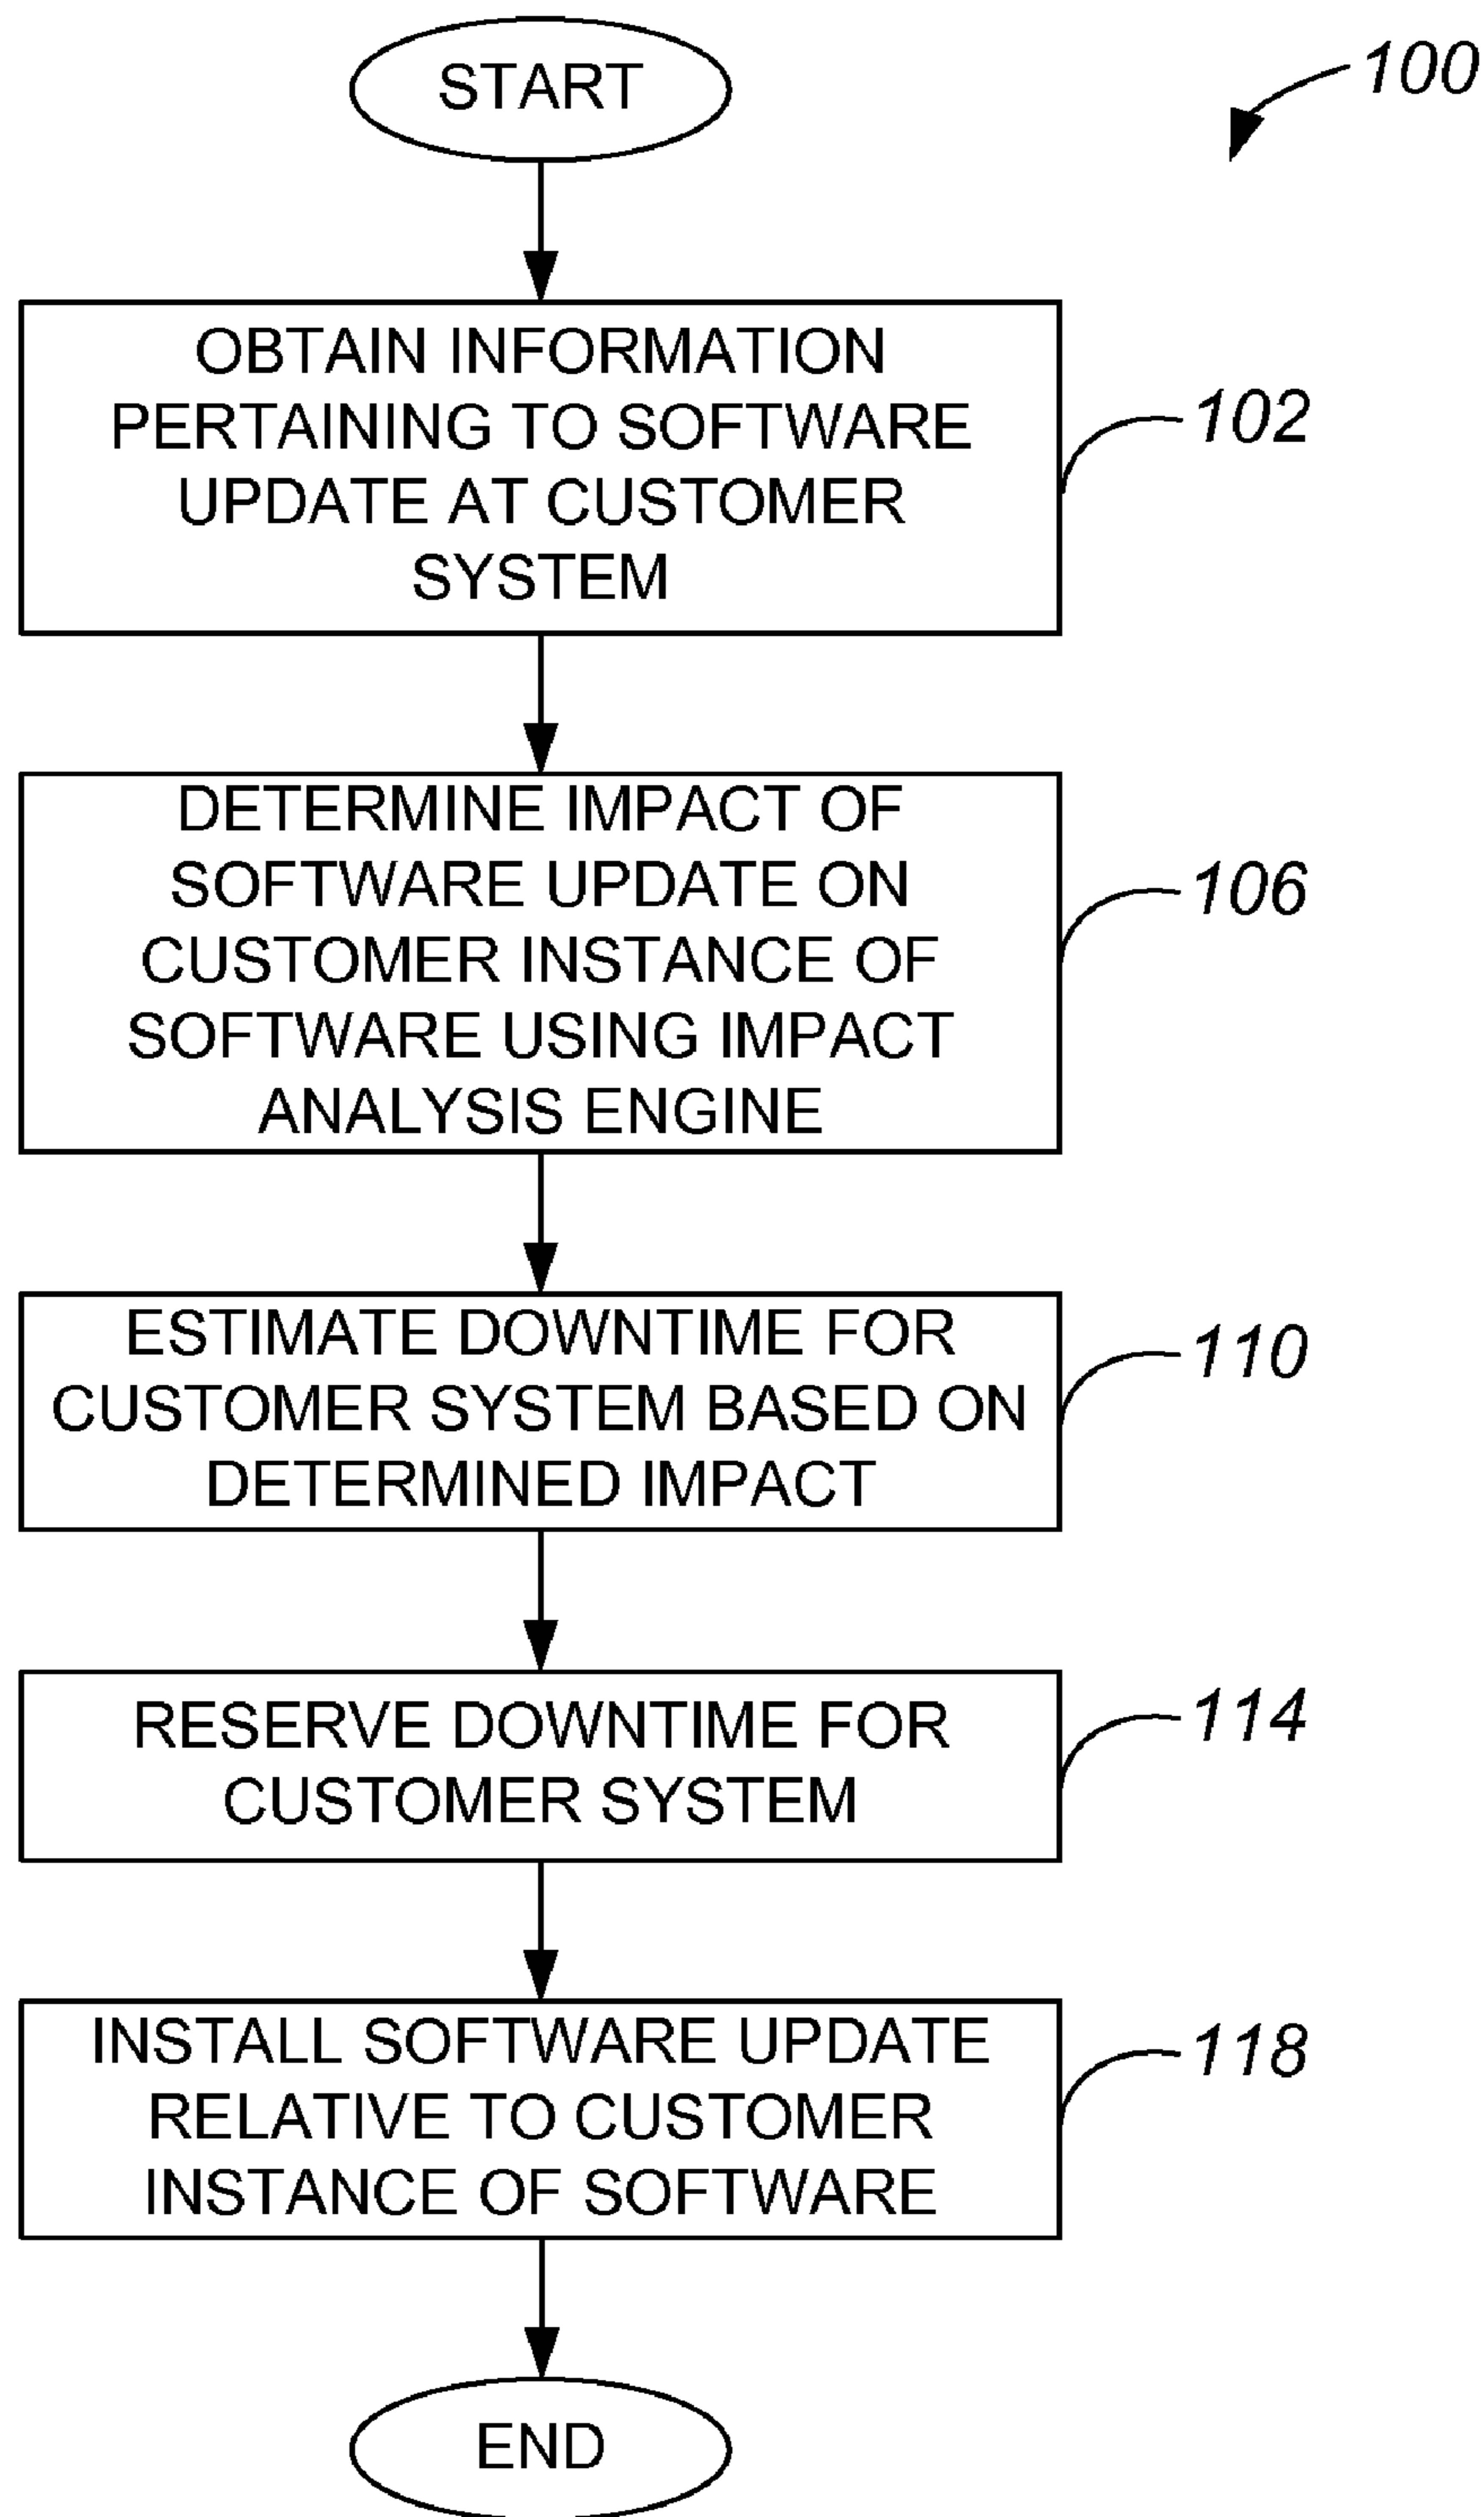 START
100
OBTAIN INFORMATION
PERTAINING TO SOFTWARE
UPDATE AT CUSTOMER
SYSTEM
102
DETERMINE IMPACT OF
SOFTWARE UPDATE ON
CUSTOMER INSTANCE OF
SOFTWARE USING IMPACT
ANALYSIS ENGINE
106
ESTIMATE DOWNTIME FOR
CUSTOMER SYSTEM BASED ON
DETERMINED IMPACT
110
RESERVE DOWNTIME FOR
CUSTOMER SYSTEM
114
INSTALL SOFTWARE UPDATE
RELATIVE TO CUSTOMER
INSTANCE OF SOFTWARE
118
END